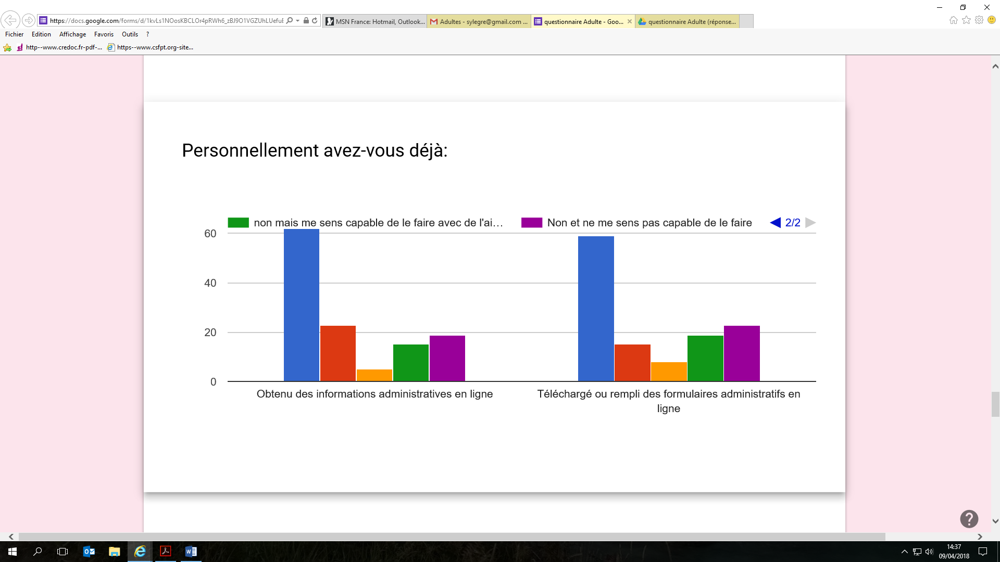 https://docs.google.com/forms/d/1kvLs1NOosKBCLOr4pRWh6_zBJ9O1VGZUhLUefuE
MSN France: Hotmail, Outlook...
Adultes - sylegre@gmail.com ...
questionnaire Adulte - Goo...
questionnaire Adulte (réponse...
Fichier Edition Affichage Favoris Outils ?
http--www.credoc.fr-pdf-... https--www.csfpt.org-site...
Personnellement avez-vous déjà:
non mais me sens capable de le faire avec de l'ai… Non et ne me sens pas capable de le faire 2/2
60
40
20
0
Obtenu des informations administratives en ligne
Téléchargé ou rempli des formulaires administratifs en
ligne
14:37
09/04/2018